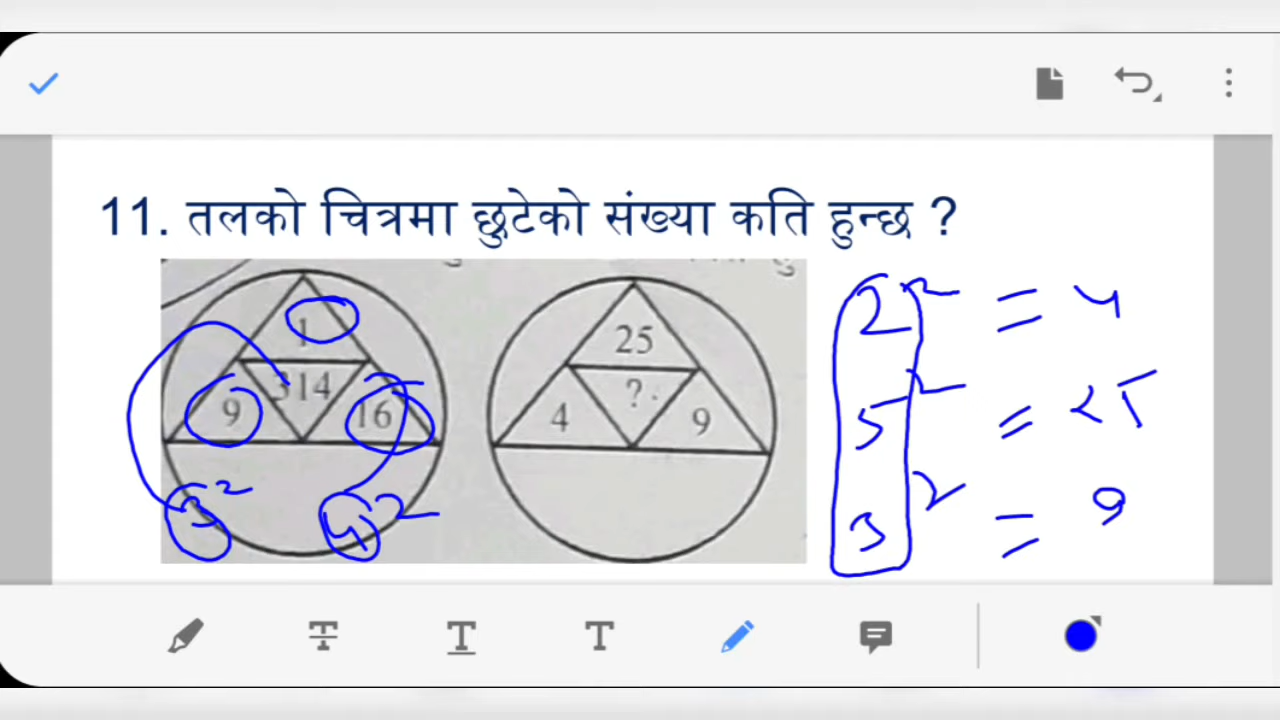 11. तलको चित्रमा छुटेको संख्या कति हुन्छ ?
1
314
9 16
25
?
4 9
3² 4²
2² = 4
5² = 25
3² = 9
T T T